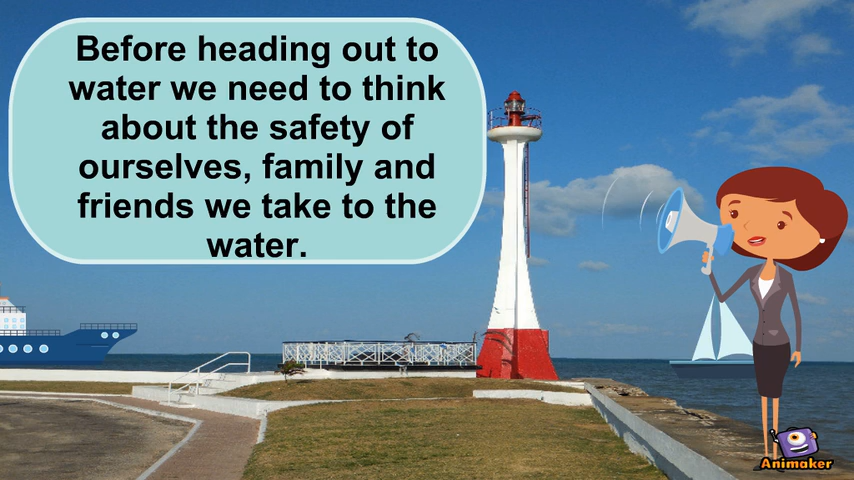 Before heading out to
water we need to think
about the safety of
ourselves, family and
friends we take to the
water.
Animaker